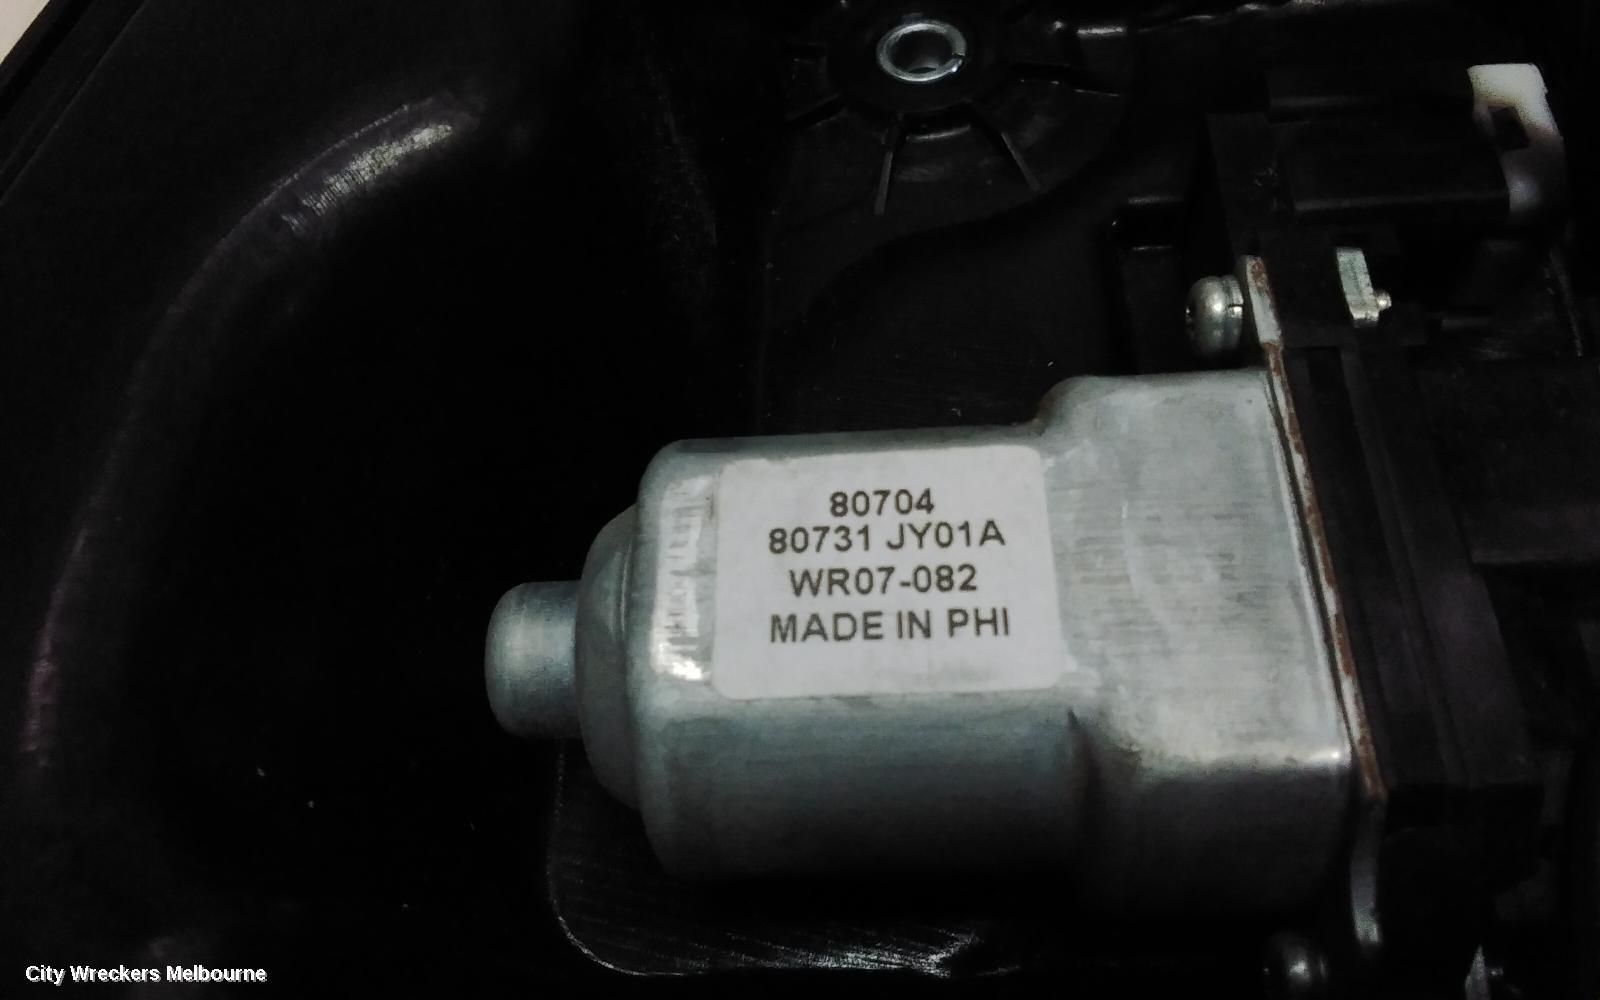 80704
80731 JY01A
WR07-082
MADE IN PHI
City Wreckers Melbourne